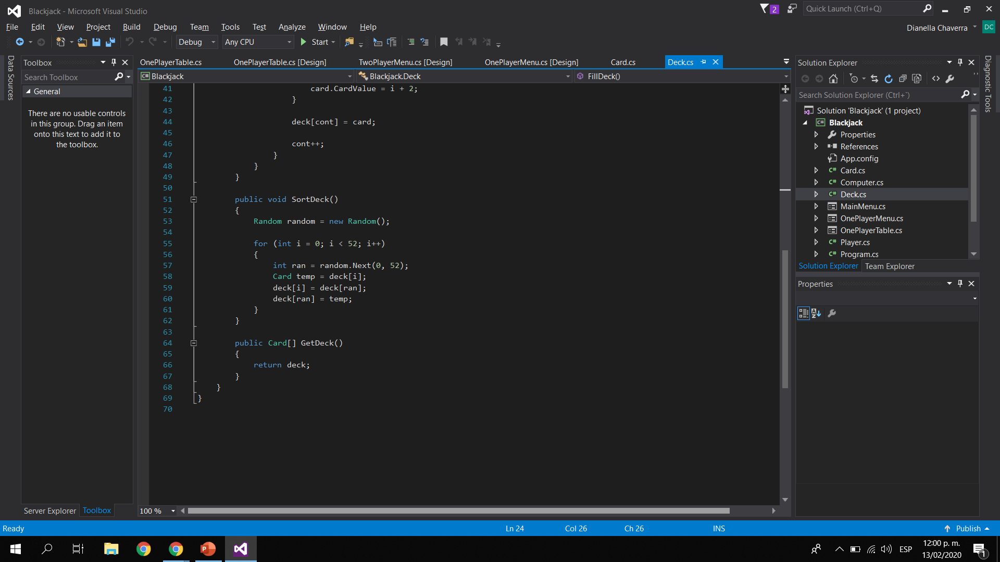 Blackjack - Microsoft Visual Studio
2
Quick Launch (Ctrl+Q)
File Edit View Project Build Debug Team Tools Test Analyze Window Help
Dianella Chaverra
DC
Debug Any CPU Start
Data Sources
Toolbox
Search Toolbox
General
There are no usable controls
in this group. Drag an item
onto this text to add it to
the toolbox.
Server Explorer Toolbox
OnePlayerTable.cs OnePlayerTable.cs [Design] TwoPlayerMenu.cs [Design] OnePlayerMenu.cs [Design] Card.cs Deck.cs
C# Blackjack Blackjack.Deck FillDeck()
41 card.CardValue = i + 2;
42 }
43
44 deck[cont] = card;
45
46 cont++;
47 }
48 }
49 }
50
51 public void SortDeck()
52 {
53 Random random = new Random();
54
55 for (int i = 0; i < 52; i++)
56 {
57 int ran = random.Next(0, 52);
58 Card temp = deck[i];
59 deck[i] = deck[ran];
60 deck[ran] = temp;
61 }
62 }
63
64 public Card[] GetDeck()
65 {
66 return deck;
67 }
68 }
69 }
70
100 %
Solution Explorer
Search Solution Explorer (Ctrl+`)
Solution 'Blackjack' (1 project)
C# Blackjack
Properties
References
App.config
C# Card.cs
C# Computer.cs
C# Deck.cs
MainMenu.cs
OnePlayerMenu.cs
OnePlayerTable.cs
C# Player.cs
C# Program.cs
Solution Explorer Team Explorer
Properties
Diagnostic Tools
Ready Ln 24 Col 26 Ch 26 INS Publish
ESP
12:00 p. m.
13/02/2020
1